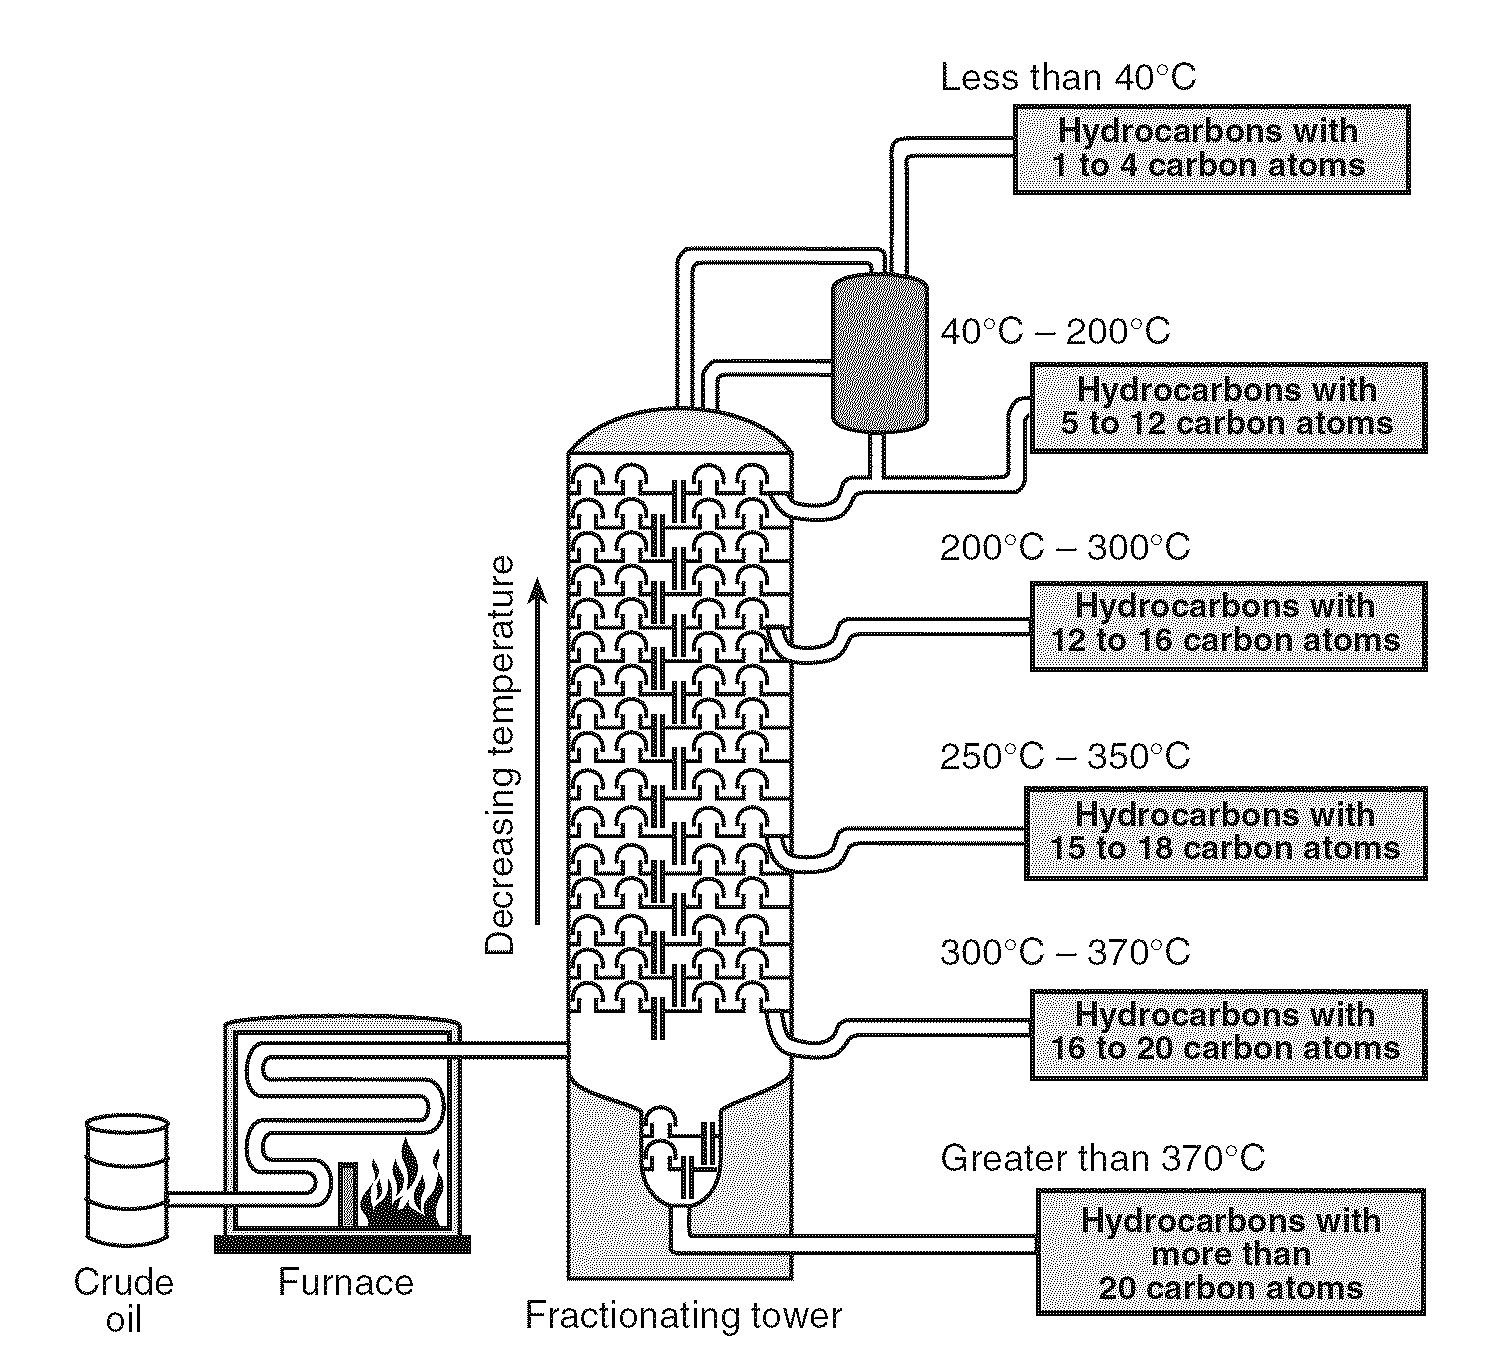 Less than 40°C
Hydrocarbons with
1 to 4 carbon atoms
40°C – 200°C
Hydrocarbons with
5 to 12 carbon atoms
200°C – 300°C
Hydrocarbons with
12 to 16 carbon atoms
250°C – 350°C
Hydrocarbons with
15 to 18 carbon atoms
300°C – 370°C
Hydrocarbons with
16 to 20 carbon atoms
Greater than 370°C
Hydrocarbons with
more than
20 carbon atoms
Decreasing temperature
Crude
oil
Furnace
Fractionating tower